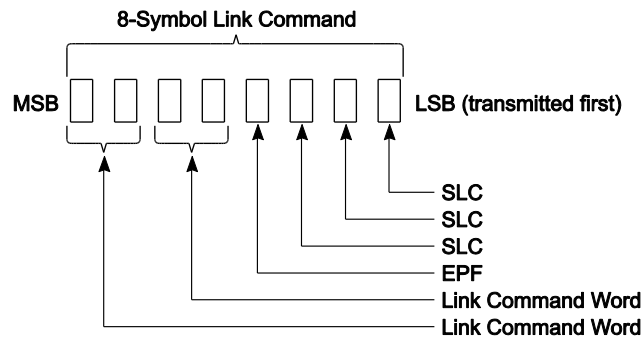 8-Symbol Link Command
MSB
LSB (transmitted first)
SLC
SLC
SLC
EPF
Link Command Word
Link Command Word